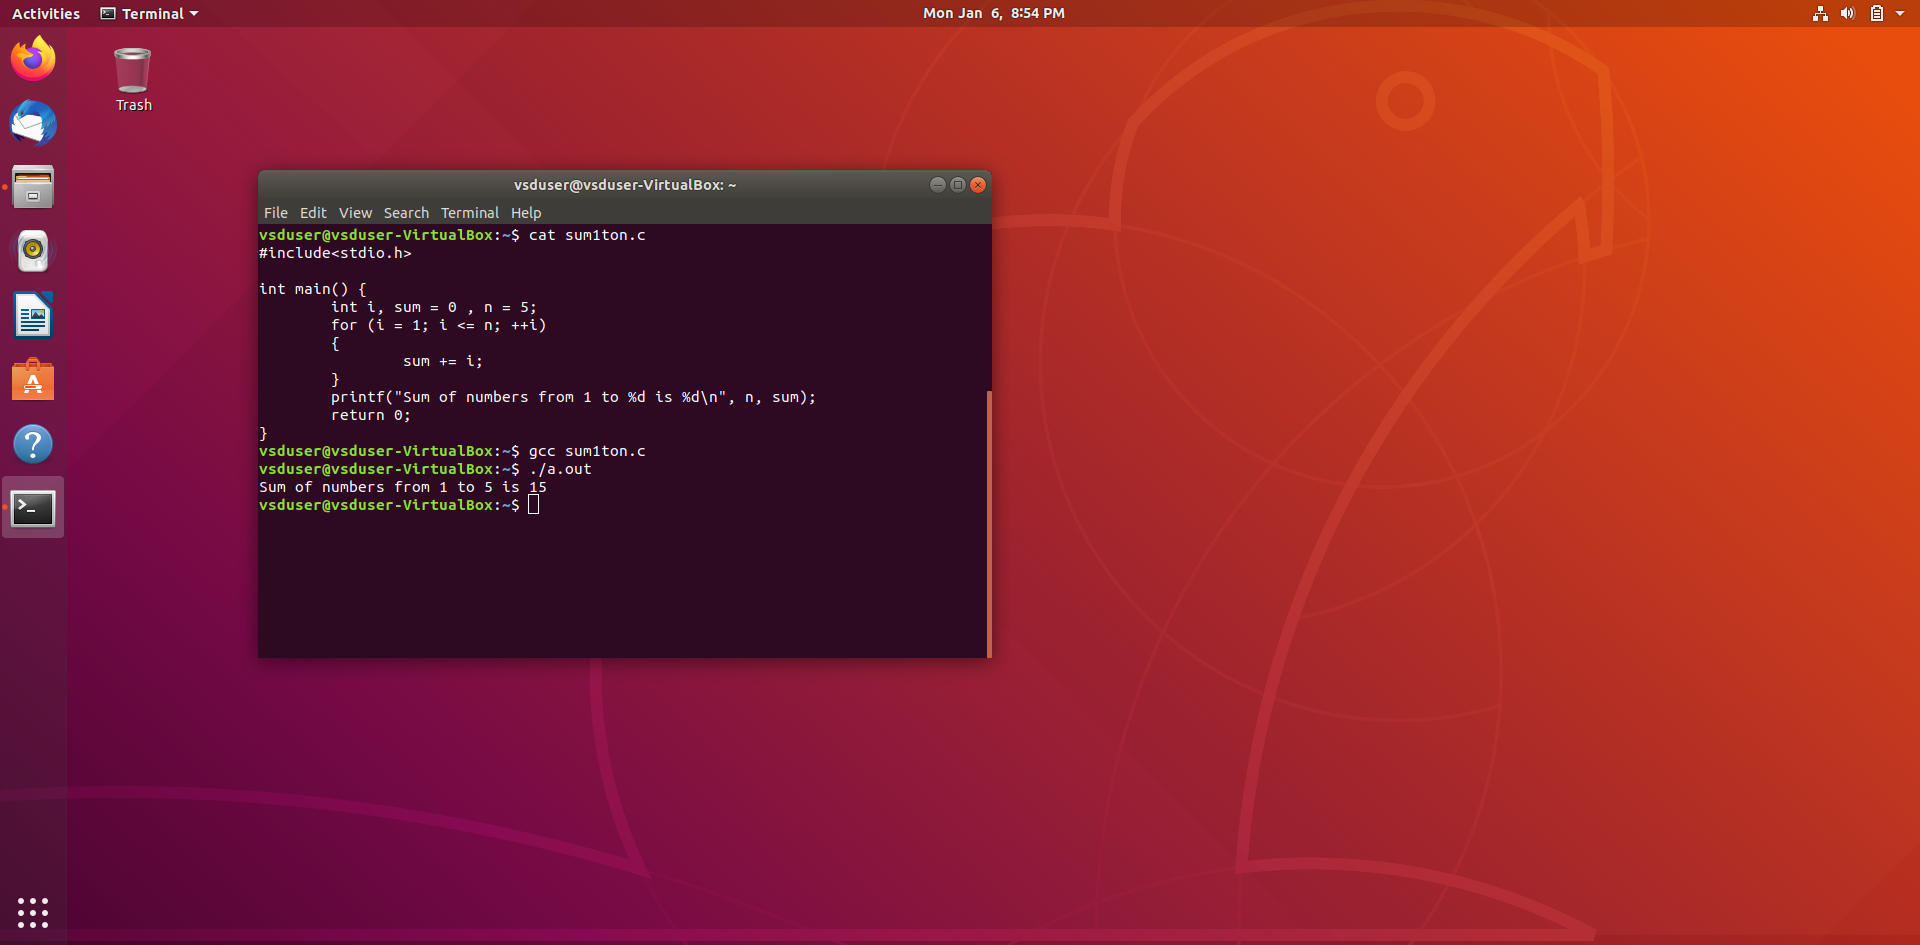 Activities Terminal Mon Jan 6, 8:54 PM
Trash
vsduser@vsduser-VirtualBox: ~
File Edit View Search Terminal Help
vsduser@vsduser-VirtualBox:~$ cat sum1ton.c
#include<stdio.h>
int main() {
int i, sum = 0 , n = 5;
for (i = 1; i <= n; ++i)
{
sum += i;
}
printf("Sum of numbers from 1 to %d is %d\n", n, sum);
return 0;
}
vsduser@vsduser-VirtualBox:~$ gcc sum1ton.c
vsduser@vsduser-VirtualBox:~$ ./a.out
Sum of numbers from 1 to 5 is 15
vsduser@vsduser-VirtualBox:~$